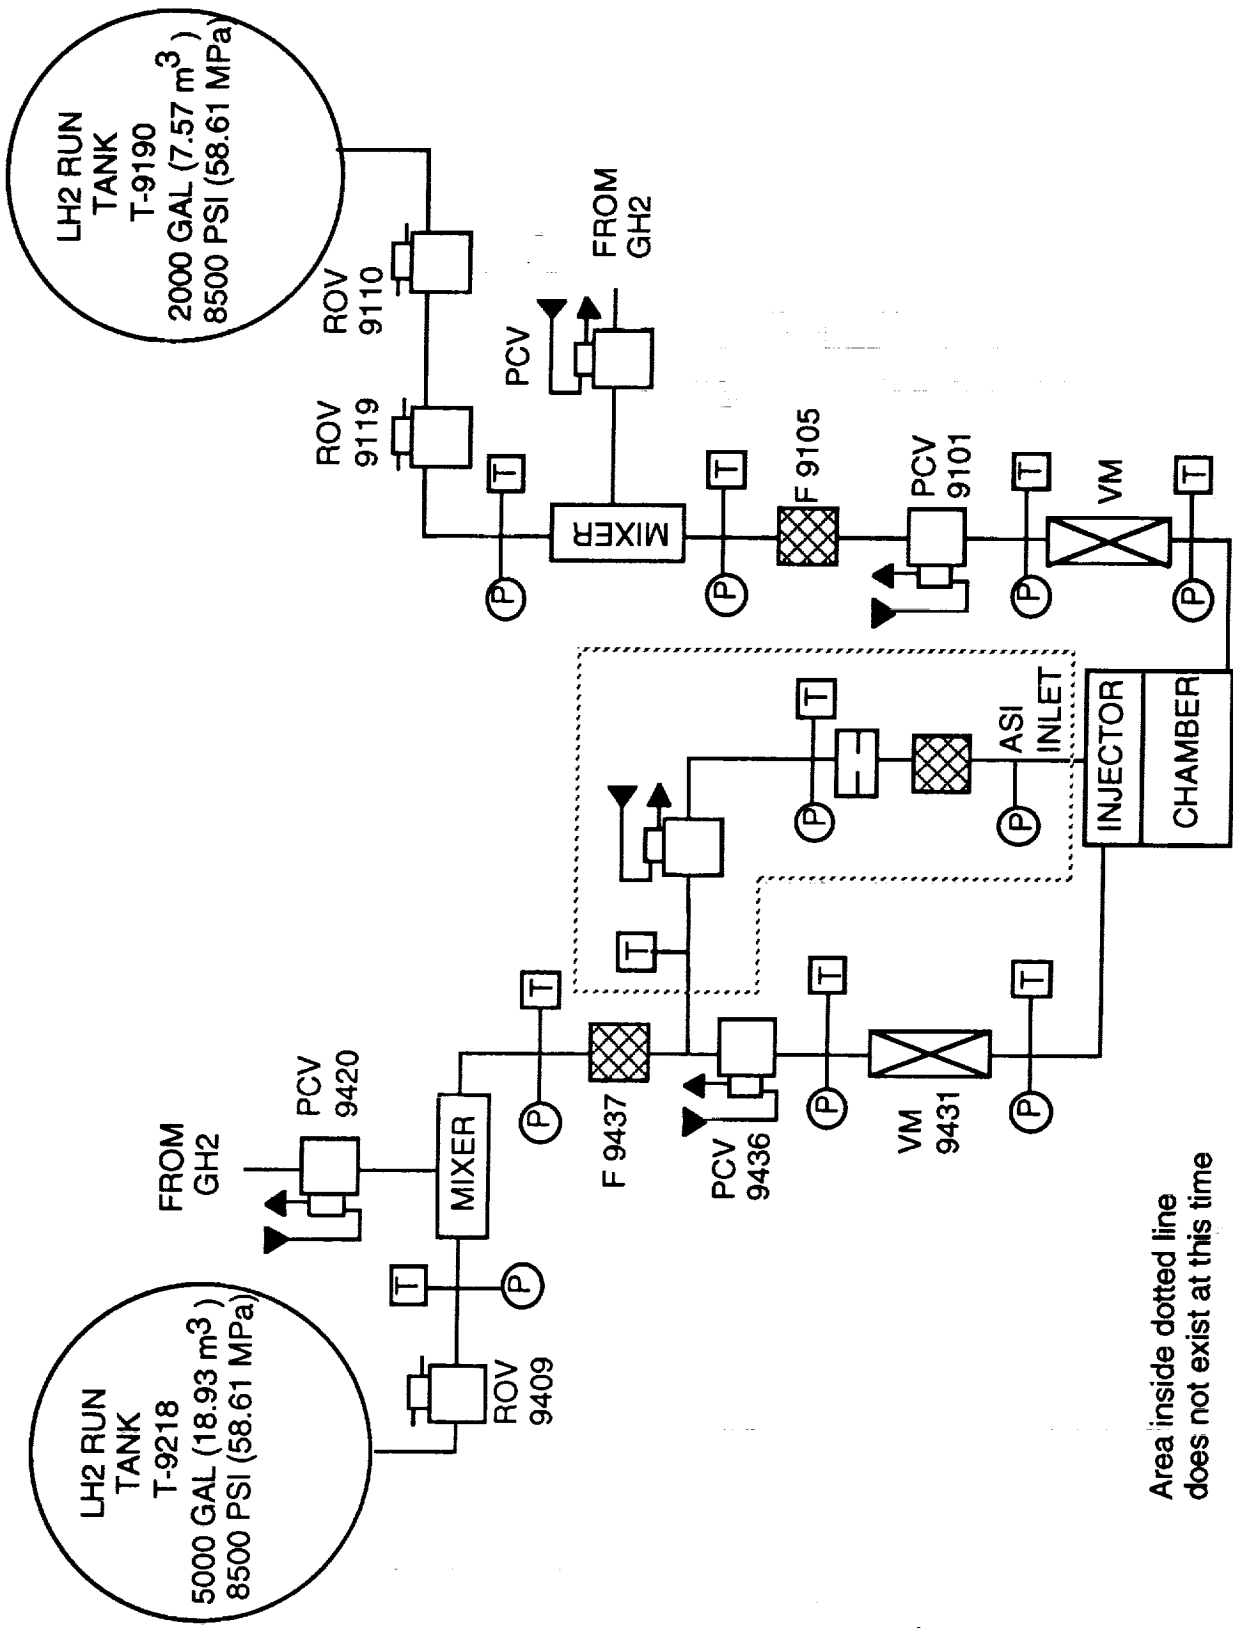 LH2 RUN
TANK
T-9218
5000 GAL (18.93 m3)
8500 PSI (58.61 MPa)
ROV
9409
T
P
FROM
GH2
PCV
9420
MIXER
P
T
F 9437
T
PCV
9436
P
T
VM
9431
P
T
P
T
P
ASI
INLET
INJECTOR
CHAMBER
LH2 RUN
TANK
T-9190
2000 GAL (7.57 m3)
8500 PSI (58.61 MPa)
ROV
9110
ROV
9119
P
T
PCV
FROM
GH2
MIXER
P
T
F 9105
PCV
9101
P
T
VM
P
T
Area inside dotted line
does not exist at this time